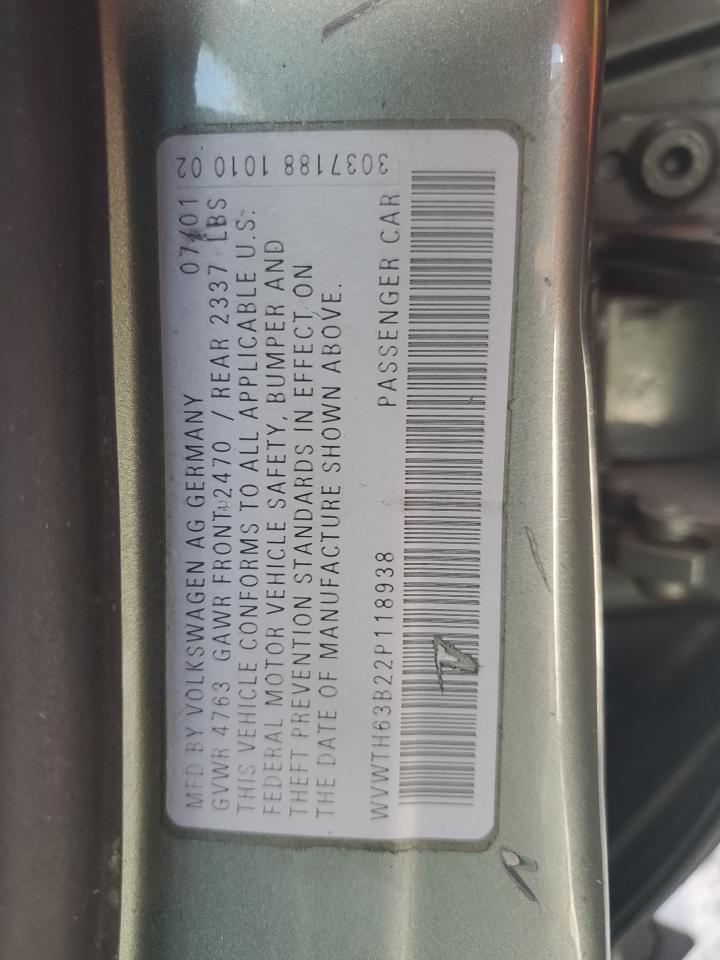 MFD BY VOLKSWAGEN AG GERMANY 07/01
GVWR 4763 GAWR FRONT 2470 / REAR 2337 LBS
THIS VEHICLE CONFORMS TO ALL APPLICABLE U.S.
FEDERAL MOTOR VEHICLE SAFETY, BUMPER AND
THEFT PREVENTION STANDARDS IN EFFECT ON
THE DATE OF MANUFACTURE SHOWN ABOVE.
WVWTH63B22P118938 PASSENGER CAR
3037188 1010 02